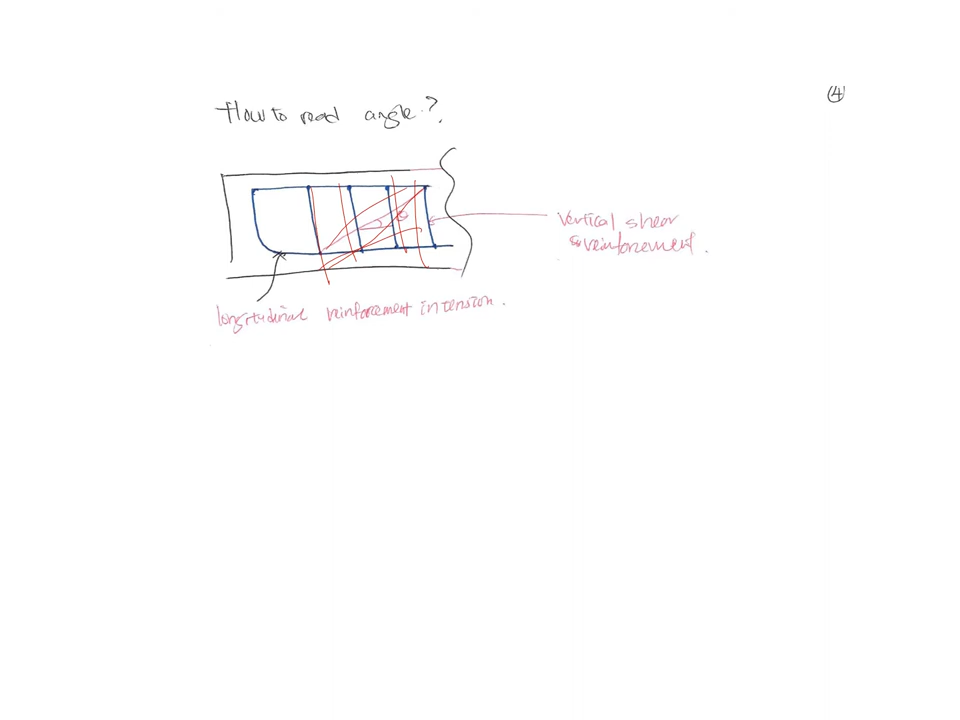 ④
How to read angle?
vertical shear
reinforcement.
longitudinal reinforcement in tension.